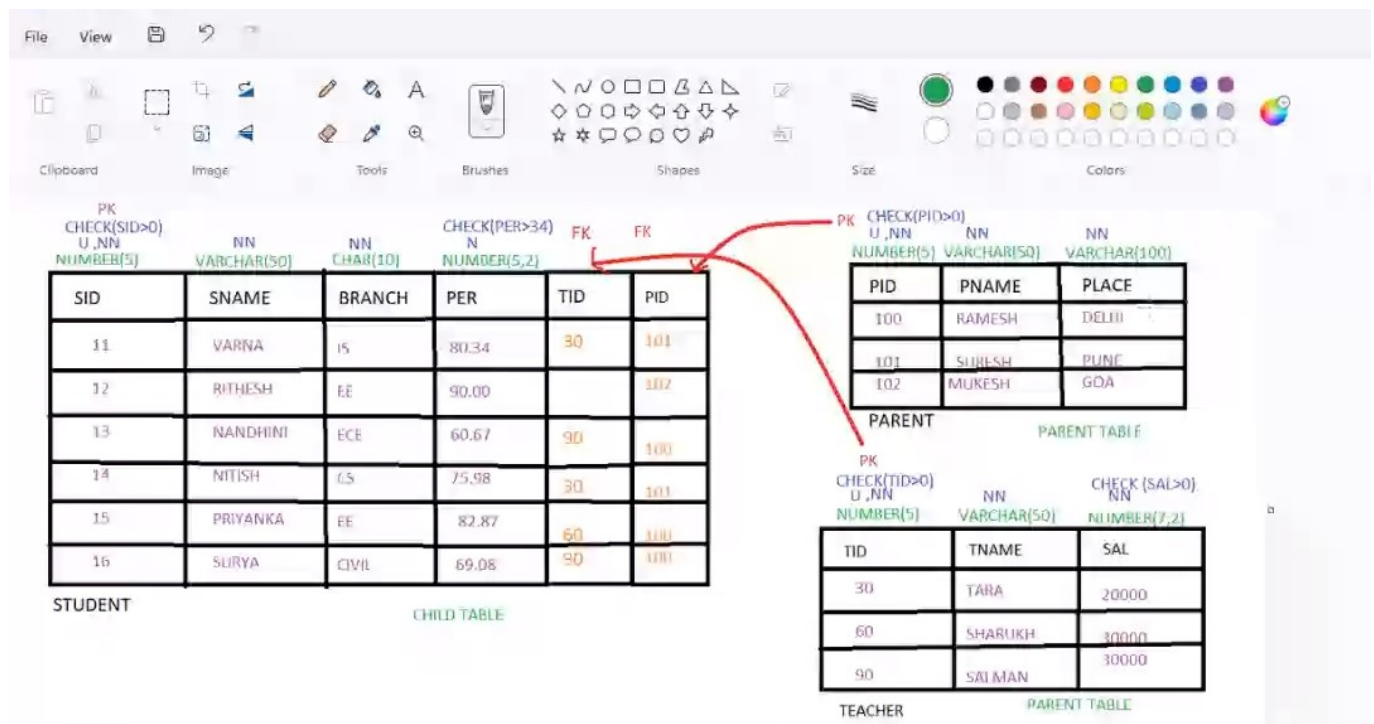 File View
Clipboard Image Tools Brushes Shapes Size Colors
PK
CHECK(SID>0)
U ,NN NN NN
NUMBER(5) VARCHAR(50) CHAR(10)
CHECK(PER>34)
N
NUMBER(5,2)
FK FK
SID SNAME BRANCH PER TID PID
11 VARNA IS 80.34 30 101
12 RITHESH EE 90.00 102
13 NANDHINI ECE 60.67 90 100
14 NITISH CS 75.98 30 101
15 PRIYANKA EE 82.87 60 100
16 SURYA CIVIL 69.08 90 100
STUDENT
CHILD TABLE
PK CHECK(PID>0)
U ,NN NN NN
NUMBER(5) VARCHAR(50) VARCHAR(100)
PID PNAME PLACE
100 RAMESH DELHI
101 SURESH PUNE
102 MUKESH GOA
PARENT
PARENT TABLE
PK
CHECK(TID>0) CHECK (SAL>0)
U ,NN NN NN
NUMBER(5) VARCHAR(50) NUMBER(7,2)
TID TNAME SAL
30 TARA 20000
60 SHARUKH 30000
90 SALMAN 30000
TEACHER
PARENT TABLE